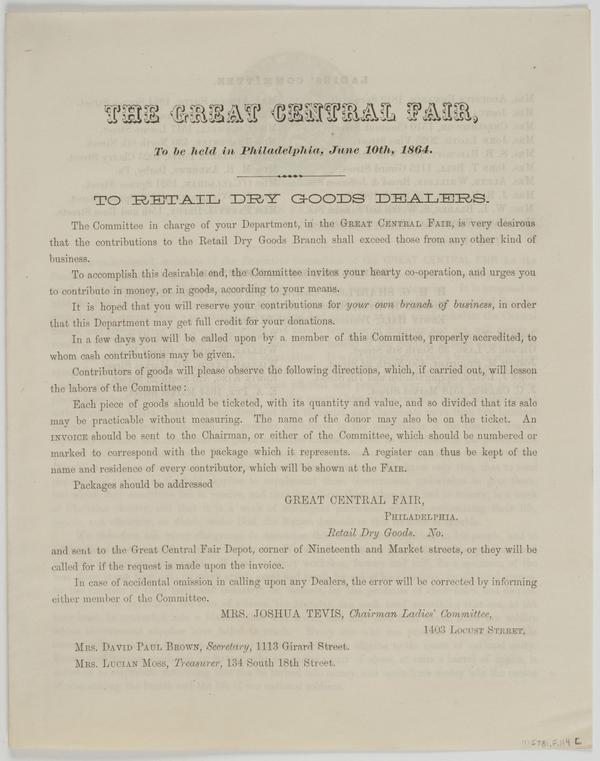 THE GREAT CENTRAL FAIR,
To be held in Philadelphia, June 10th, 1864.
TO RETAIL DRY GOODS DEALERS.
The Committee in charge of your Department, in the GREAT CENTRAL FAIR, is very desirous
that the contributions to the Retail Dry Goods Branch shall exceed those from any other kind of
business.
To accomplish this desirable end, the Committee invites your hearty co-operation, and urges you
to contribute in money, or in goods, according to your means.
It is hoped that you will reserve your contributions for your own branch of business, in order
that this Department may get full credit for your donations.
In a few days you will be called upon by a member of this Committee, properly accredited, to
whom cash contributions may be given.
Contributors of goods will please observe the following directions, which, if carried out, will lessen
the labors of the Committee:
Each piece of goods should be ticketed, with its quantity and value, and so divided that its sale
may be practicable without measuring. The name of the donor may also be on the ticket. An
INVOICE should be sent to the Chairman, or either of the Committee, which should be numbered or
marked to correspond with the package which it represents. A register can thus be kept of the
name and residence of every contributor, which will be shown at the FAIR.
Packages should be addressed
GREAT CENTRAL FAIR,
PHILADELPHIA.
Retail Dry Goods. No.
and sent to the Great Central Fair Depot, corner of Nineteenth and Market streets, or they will be
called for if the request is made upon the invoice.
In case of accidental omission in calling upon any Dealers, the error will be corrected by informing
either member of the Committee.
MRS. JOSHUA TEVIS, Chairman Ladies' Committee,
1403 LOCUST STREET,
MRS. DAVID PAUL BROWN, Secretary, 1113 Girard Street.
MRS. LUCIAN MOSS, Treasurer, 134 South 18th Street.